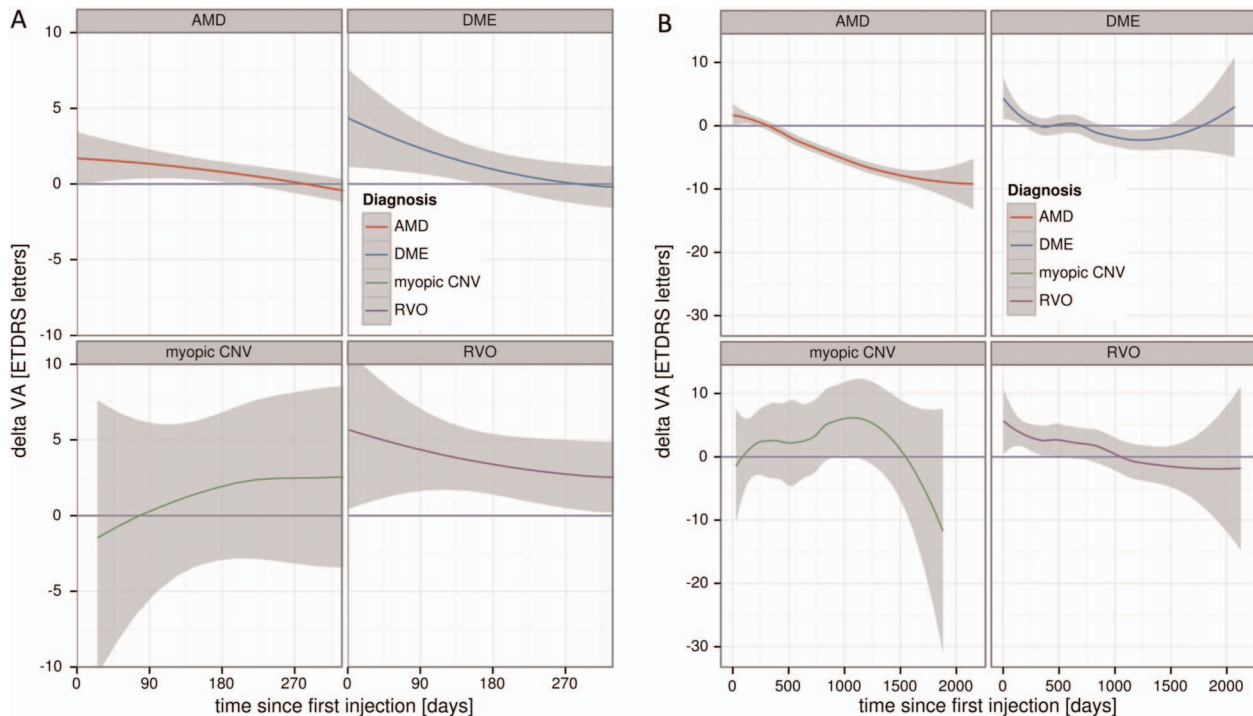 A
AMD
DME
10
5
0
-5
-10
Diagnosis
AMD
DME
myopic CNV
RVO
myopic CNV
RVO
10
5
0
-5
-10
0
90
180
270
0
90
180
270
delta VA [ETDRS letters]
time since first injection [days]
B
AMD
DME
10
0
-10
-20
-30
Diagnosis
AMD
DME
myopic CNV
RVO
myopic CNV
RVO
10
0
-10
-20
-30
0
500
1000
1500
2000
0
500
1000
1500
2000
delta VA [ETDRS letters]
time since first injection [days]